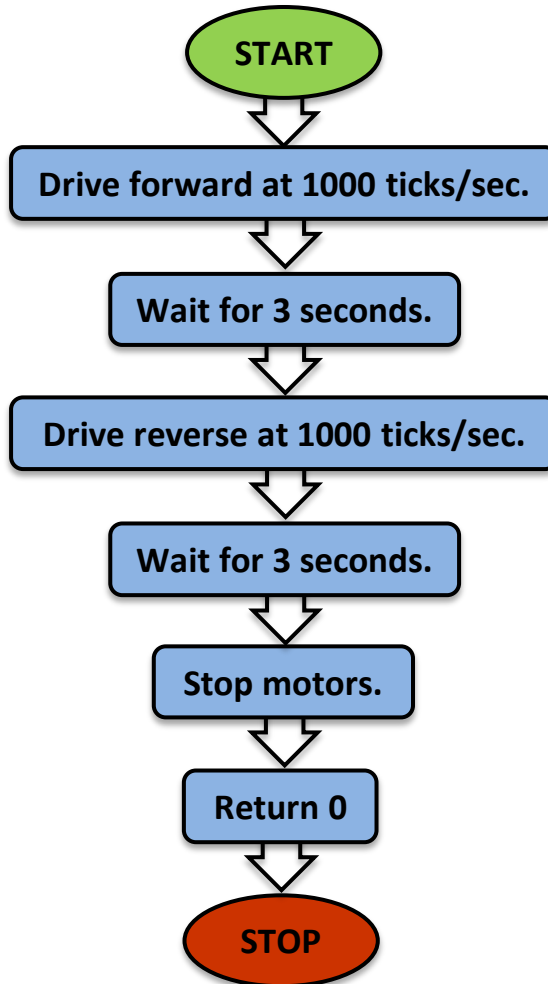 START
Drive forward at 1000 ticks/sec.
Wait for 3 seconds.
Drive reverse at 1000 ticks/sec.
Wait for 3 seconds.
Stop motors.
Return 0
STOP